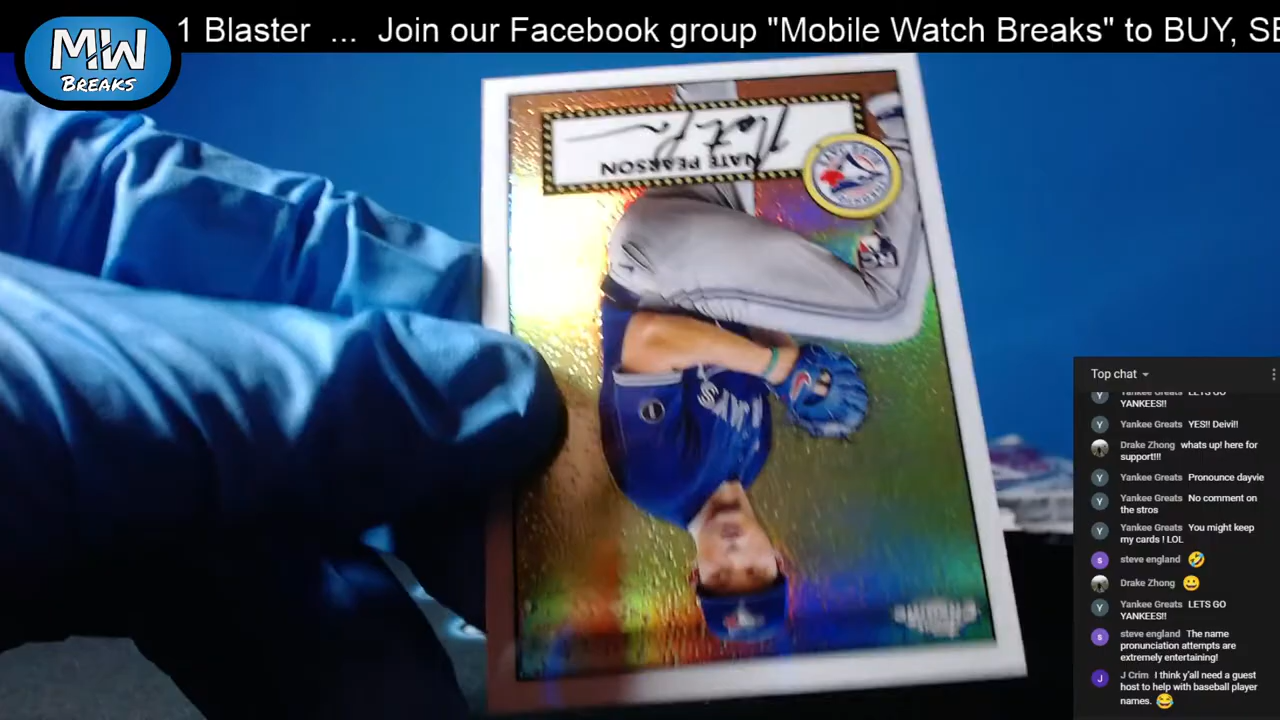 1 Blaster ... Join our Facebook group "Mobile Watch Breaks" to BUY, SE
MW
BREAKS
NATE PEARSON
Top chat
Yankee Greats LETS GO
YANKEES!!
Yankee Greats YES!! Deivi!!
Drake Zhong whats up! here for
support!!!
Yankee Greats Pronounce dayvie
Yankee Greats No comment on
the stros
Yankee Greats You might keep
my cards ! LOL
steve england 🤣
Drake Zhong 😀
Yankee Greats LETS GO
YANKEES!!
steve england The name
pronunciation attempts are
extremely entertaining!
J Crim I think y'all need a guest
host to help with baseball player
names. 😂